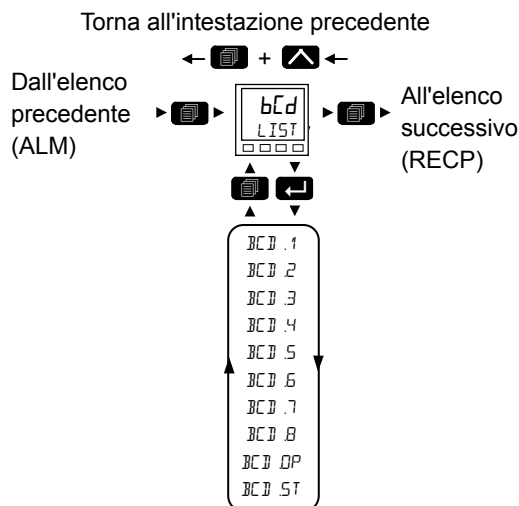 Torna all'intestazione precedente
+
Dall'elenco
precedente
(ALM)
bCd
LIST
All'elenco
successivo
(RECP)
BCD .1
BCD .2
BCD .3
BCD .4
BCD .5
BCD .6
BCD .7
BCD .8
BCD .OP
BCD .ST